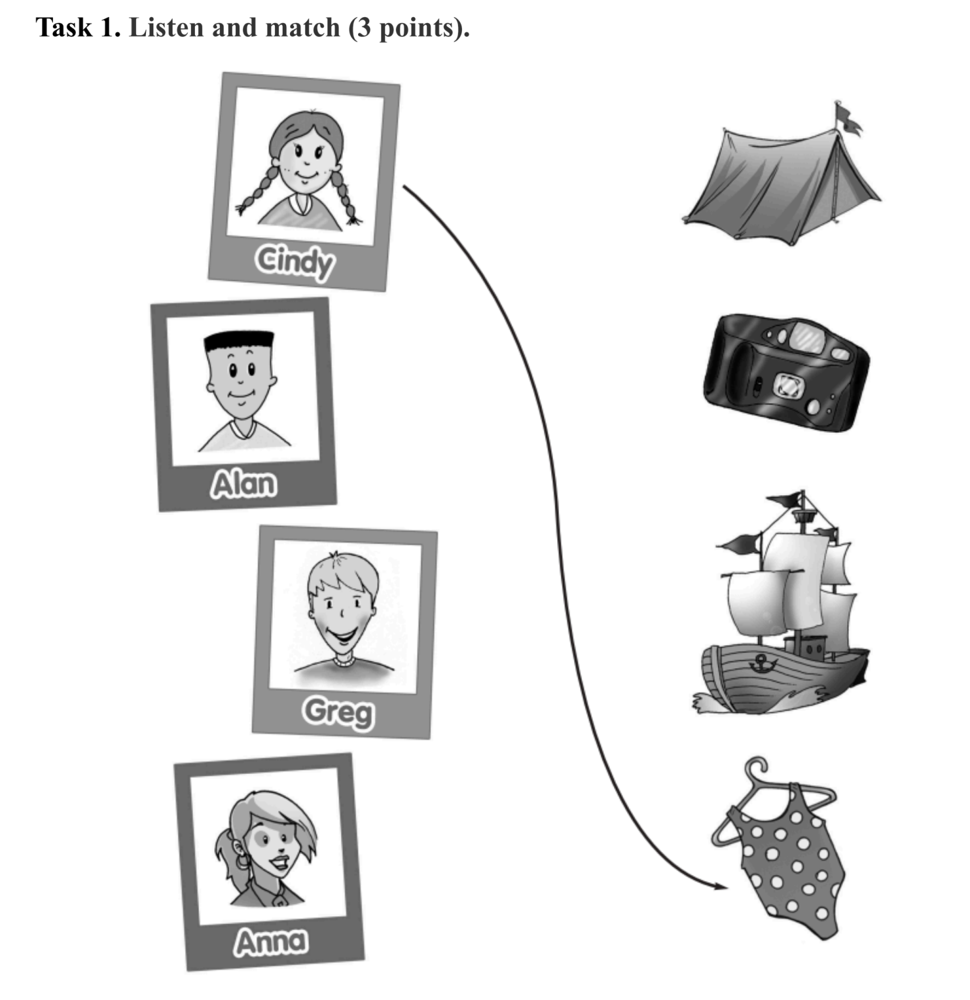 Task 1. Listen and match (3 points).
Cindy
Alan
Greg
Anna